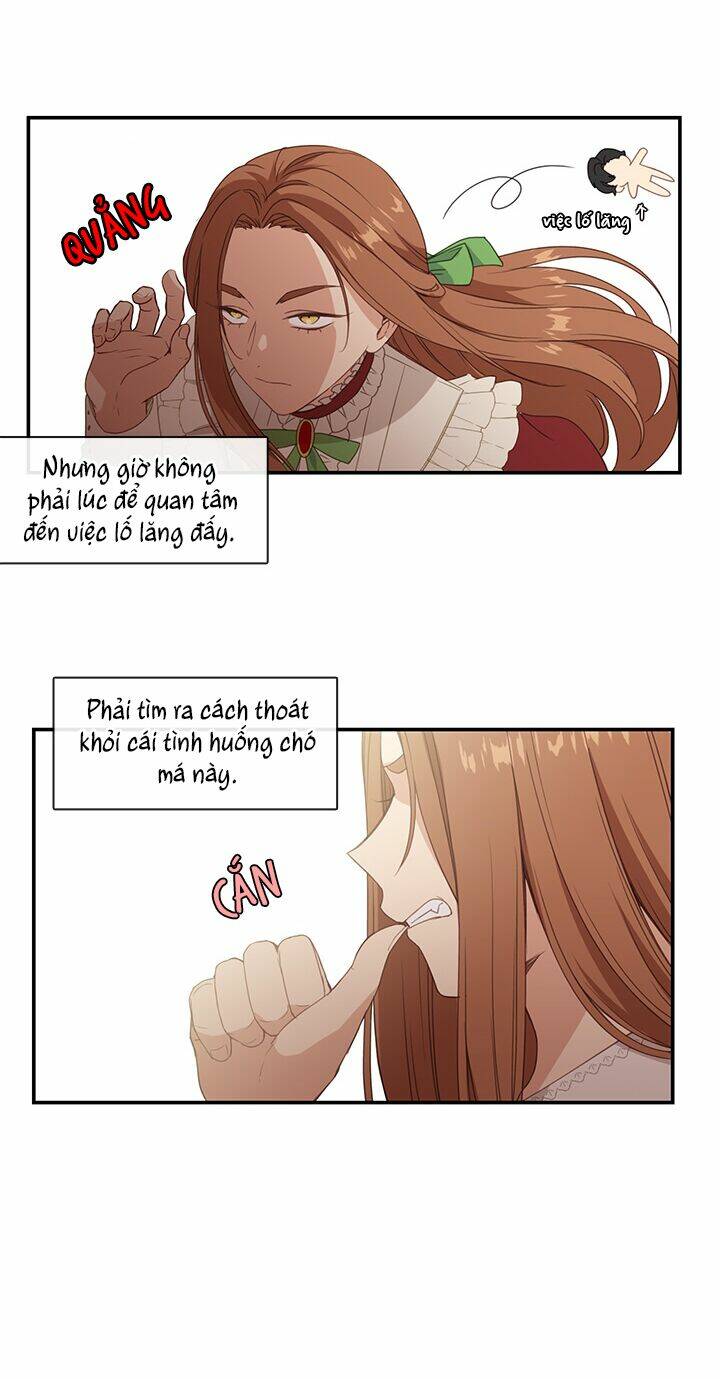 QUẲNG
việc lố lăng
Nhưng giờ không
phải lúc để quan tâm
đến việc lố lăng đấy.
Phải tìm ra cách thoát
khỏi cái tình huống chó
má này.
CẮN